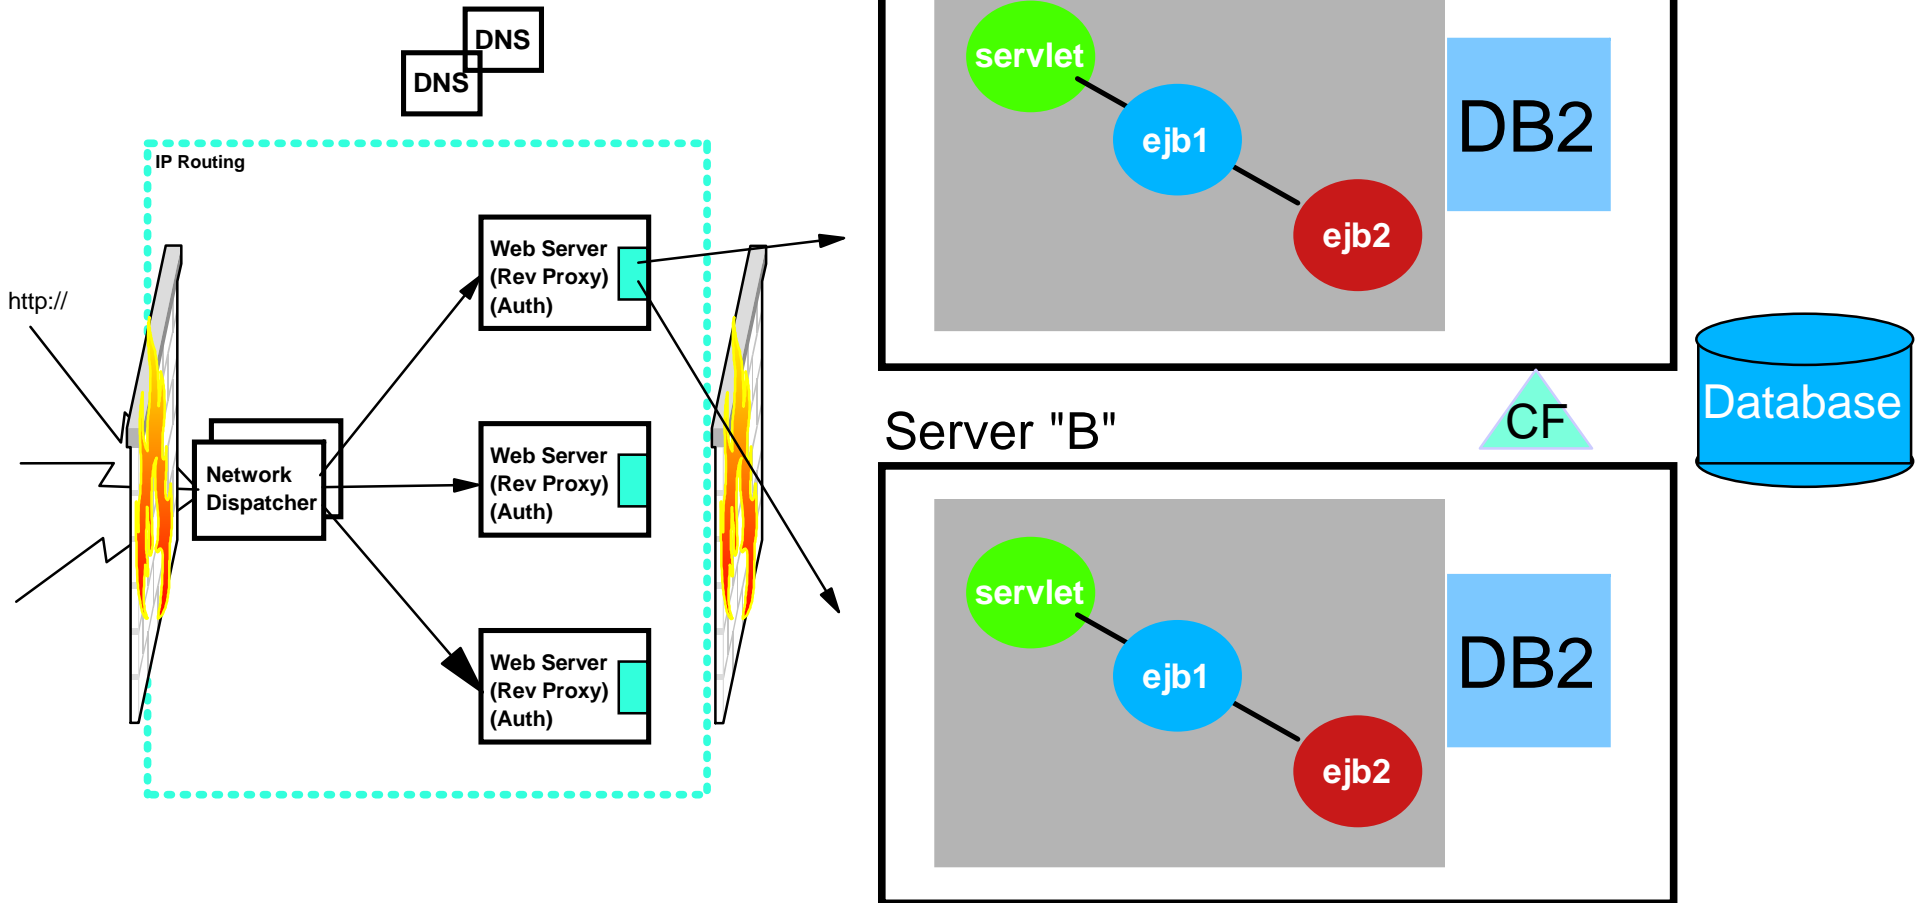 DNS
DNS
IP Routing
http://
Network
Dispatcher
Web Server
(Rev Proxy)
(Auth)
Web Server
(Rev Proxy)
(Auth)
Web Server
(Rev Proxy)
(Auth)
servlet
ejb1
ejb2
DB2
Server "B"
CF
Database
servlet
ejb1
ejb2
DB2